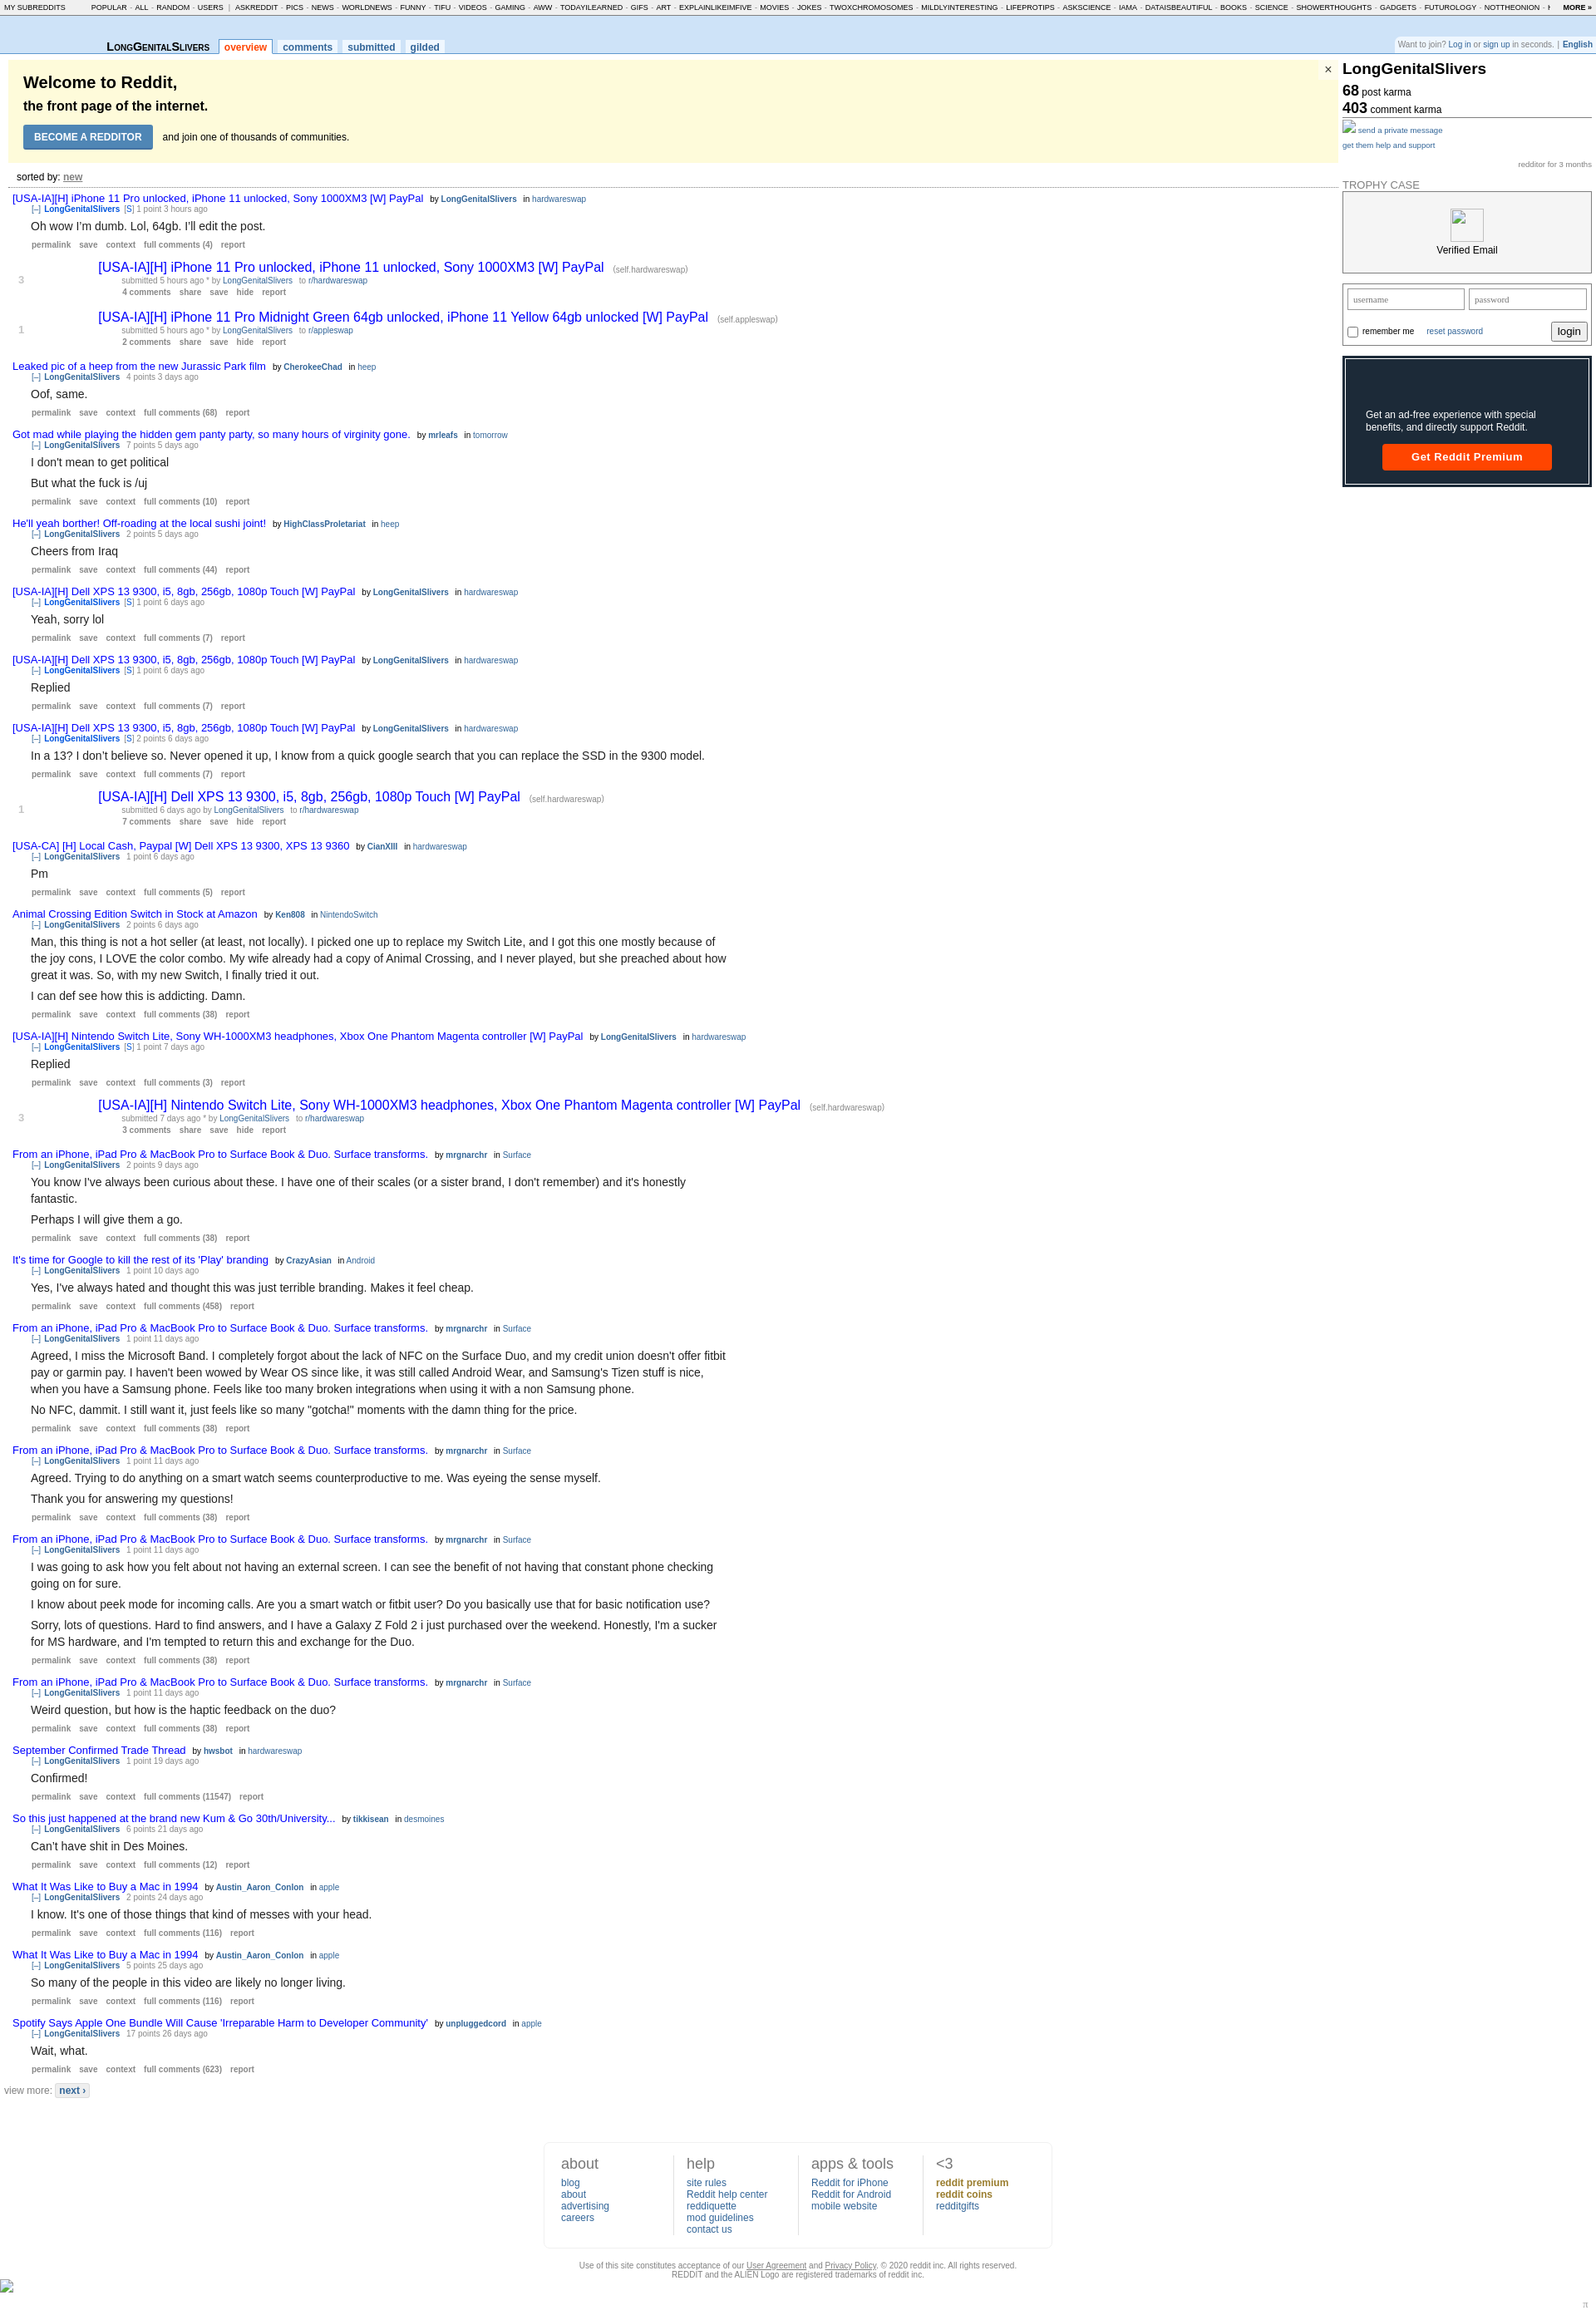 MY SUBREDDITS POPULAR - ALL - RANDOM - USERS | ASKREDDIT - PICS - NEWS - WORLDNEWS - FUNNY - TIFU - VIDEOS - GAMING - AWW - TODAYILEARNED - GIFS - ART - EXPLAINLIKEIMFIVE - MOVIES - JOKES - TWOXCHROMOSOMES - MILDLYINTERESTING - LIFEPROTIPS - ASKSCIENCE - IAMA - DATAISBEAUTIFUL - BOOKS - SCIENCE - SHOWERTHOUGHTS - GADGETS - FUTUROLOGY - NOTTHEONION - MORE »
LONGGENITALSLIVERS overview comments submitted gilded
Want to join? Log in or sign up in seconds. | English
Welcome to Reddit,
the front page of the internet.
BECOME A REDDITOR and join one of thousands of communities.
×
sorted by: new
[USA-IA][H] iPhone 11 Pro unlocked, iPhone 11 unlocked, Sony 1000XM3 [W] PayPal by LongGenitalSlivers in hardwareswap
[–] LongGenitalSlivers [S] 1 point 3 hours ago
Oh wow I’m dumb. Lol, 64gb. I’ll edit the post.
permalink save context full comments (4) report
3
[USA-IA][H] iPhone 11 Pro unlocked, iPhone 11 unlocked, Sony 1000XM3 [W] PayPal (self.hardwareswap)
submitted 5 hours ago * by LongGenitalSlivers to r/hardwareswap
4 comments share save hide report
1
[USA-IA][H] iPhone 11 Pro Midnight Green 64gb unlocked, iPhone 11 Yellow 64gb unlocked [W] PayPal (self.appleswap)
submitted 5 hours ago * by LongGenitalSlivers to r/appleswap
2 comments share save hide report
Leaked pic of a heep from the new Jurassic Park film by CherokeeChad in heep
[–] LongGenitalSlivers 4 points 3 days ago
Oof, same.
permalink save context full comments (68) report
Got mad while playing the hidden gem panty party, so many hours of virginity gone. by mrleafs in tomorrow
[–] LongGenitalSlivers 7 points 5 days ago
I don't mean to get political
But what the fuck is /uj
permalink save context full comments (10) report
He'll yeah borther! Off-roading at the local sushi joint! by HighClassProletariat in heep
[–] LongGenitalSlivers 2 points 5 days ago
Cheers from Iraq
permalink save context full comments (44) report
[USA-IA][H] Dell XPS 13 9300, i5, 8gb, 256gb, 1080p Touch [W] PayPal by LongGenitalSlivers in hardwareswap
[–] LongGenitalSlivers [S] 1 point 6 days ago
Yeah, sorry lol
permalink save context full comments (7) report
[USA-IA][H] Dell XPS 13 9300, i5, 8gb, 256gb, 1080p Touch [W] PayPal by LongGenitalSlivers in hardwareswap
[–] LongGenitalSlivers [S] 1 point 6 days ago
Replied
permalink save context full comments (7) report
[USA-IA][H] Dell XPS 13 9300, i5, 8gb, 256gb, 1080p Touch [W] PayPal by LongGenitalSlivers in hardwareswap
[–] LongGenitalSlivers [S] 2 points 6 days ago
In a 13? I don’t believe so. Never opened it up, I know from a quick google search that you can replace the SSD in the 9300 model.
permalink save context full comments (7) report
1
[USA-IA][H] Dell XPS 13 9300, i5, 8gb, 256gb, 1080p Touch [W] PayPal (self.hardwareswap)
submitted 6 days ago by LongGenitalSlivers to r/hardwareswap
7 comments share save hide report
[USA-CA] [H] Local Cash, Paypal [W] Dell XPS 13 9300, XPS 13 9360 by CianXIII in hardwareswap
[–] LongGenitalSlivers 1 point 6 days ago
Pm
permalink save context full comments (5) report
Animal Crossing Edition Switch in Stock at Amazon by Ken808 in NintendoSwitch
[–] LongGenitalSlivers 2 points 6 days ago
Man, this thing is not a hot seller (at least, not locally). I picked one up to replace my Switch Lite, and I got this one mostly because of
the joy cons, I LOVE the color combo. My wife already had a copy of Animal Crossing, and I never played, but she preached about how
great it was. So, with my new Switch, I finally tried it out.
I can def see how this is addicting. Damn.
permalink save context full comments (38) report
[USA-IA][H] Nintendo Switch Lite, Sony WH-1000XM3 headphones, Xbox One Phantom Magenta controller [W] PayPal by LongGenitalSlivers in hardwareswap
[–] LongGenitalSlivers [S] 1 point 7 days ago
Replied
permalink save context full comments (3) report
3
[USA-IA][H] Nintendo Switch Lite, Sony WH-1000XM3 headphones, Xbox One Phantom Magenta controller [W] PayPal (self.hardwareswap)
submitted 7 days ago * by LongGenitalSlivers to r/hardwareswap
3 comments share save hide report
From an iPhone, iPad Pro & MacBook Pro to Surface Book & Duo. Surface transforms. by mrgnarchr in Surface
[–] LongGenitalSlivers 2 points 9 days ago
You know I've always been curious about these. I have one of their scales (or a sister brand, I don't remember) and it's honestly
fantastic.
Perhaps I will give them a go.
permalink save context full comments (38) report
It's time for Google to kill the rest of its 'Play' branding by CrazyAsian in Android
[–] LongGenitalSlivers 1 point 10 days ago
Yes, I've always hated and thought this was just terrible branding. Makes it feel cheap.
permalink save context full comments (458) report
From an iPhone, iPad Pro & MacBook Pro to Surface Book & Duo. Surface transforms. by mrgnarchr in Surface
[–] LongGenitalSlivers 1 point 11 days ago
Agreed, I miss the Microsoft Band. I completely forgot about the lack of NFC on the Surface Duo, and my credit union doesn't offer fitbit
pay or garmin pay. I haven't been wowed by Wear OS since like, it was still called Android Wear, and Samsung's Tizen stuff is nice,
when you have a Samsung phone. Feels like too many broken integrations when using it with a non Samsung phone.
No NFC, dammit. I still want it, just feels like so many "gotcha!" moments with the damn thing for the price.
permalink save context full comments (38) report
From an iPhone, iPad Pro & MacBook Pro to Surface Book & Duo. Surface transforms. by mrgnarchr in Surface
[–] LongGenitalSlivers 1 point 11 days ago
Agreed. Trying to do anything on a smart watch seems counterproductive to me. Was eyeing the sense myself.
Thank you for answering my questions!
permalink save context full comments (38) report
From an iPhone, iPad Pro & MacBook Pro to Surface Book & Duo. Surface transforms. by mrgnarchr in Surface
[–] LongGenitalSlivers 1 point 11 days ago
I was going to ask how you felt about not having an external screen. I can see the benefit of not having that constant phone checking
going on for sure.
I know about peek mode for incoming calls. Are you a smart watch or fitbit user? Do you basically use that for basic notification use?
Sorry, lots of questions. Hard to find answers, and I have a Galaxy Z Fold 2 i just purchased over the weekend. Honestly, I'm a sucker
for MS hardware, and I'm tempted to return this and exchange for the Duo.
permalink save context full comments (38) report
From an iPhone, iPad Pro & MacBook Pro to Surface Book & Duo. Surface transforms. by mrgnarchr in Surface
[–] LongGenitalSlivers 1 point 11 days ago
Weird question, but how is the haptic feedback on the duo?
permalink save context full comments (38) report
September Confirmed Trade Thread by hwsbot in hardwareswap
[–] LongGenitalSlivers 1 point 19 days ago
Confirmed!
permalink save context full comments (11547) report
So this just happened at the brand new Kum & Go 30th/University... by tikkisean in desmoines
[–] LongGenitalSlivers 6 points 21 days ago
Can’t have shit in Des Moines.
permalink save context full comments (12) report
What It Was Like to Buy a Mac in 1994 by Austin_Aaron_Conlon in apple
[–] LongGenitalSlivers 2 points 24 days ago
I know. It's one of those things that kind of messes with your head.
permalink save context full comments (116) report
What It Was Like to Buy a Mac in 1994 by Austin_Aaron_Conlon in apple
[–] LongGenitalSlivers 5 points 25 days ago
So many of the people in this video are likely no longer living.
permalink save context full comments (116) report
Spotify Says Apple One Bundle Will Cause 'Irreparable Harm to Developer Community' by unpluggedcord in apple
[–] LongGenitalSlivers 17 points 26 days ago
Wait, what.
permalink save context full comments (623) report
view more: next ›
LongGenitalSlivers
68 post karma
403 comment karma
send a private message
get them help and support
redditor for 3 months
TROPHY CASE
Verified Email
username password
remember me reset password login
Get an ad-free experience with special
benefits, and directly support Reddit.
Get Reddit Premium
about
blog
about
advertising
careers
help
site rules
Reddit help center
reddiquette
mod guidelines
contact us
apps & tools
Reddit for iPhone
Reddit for Android
mobile website
<3
reddit premium
reddit coins
redditgifts
Use of this site constitutes acceptance of our User Agreement and Privacy Policy. © 2020 reddit inc. All rights reserved.
REDDIT and the ALIEN Logo are registered trademarks of reddit inc.
π